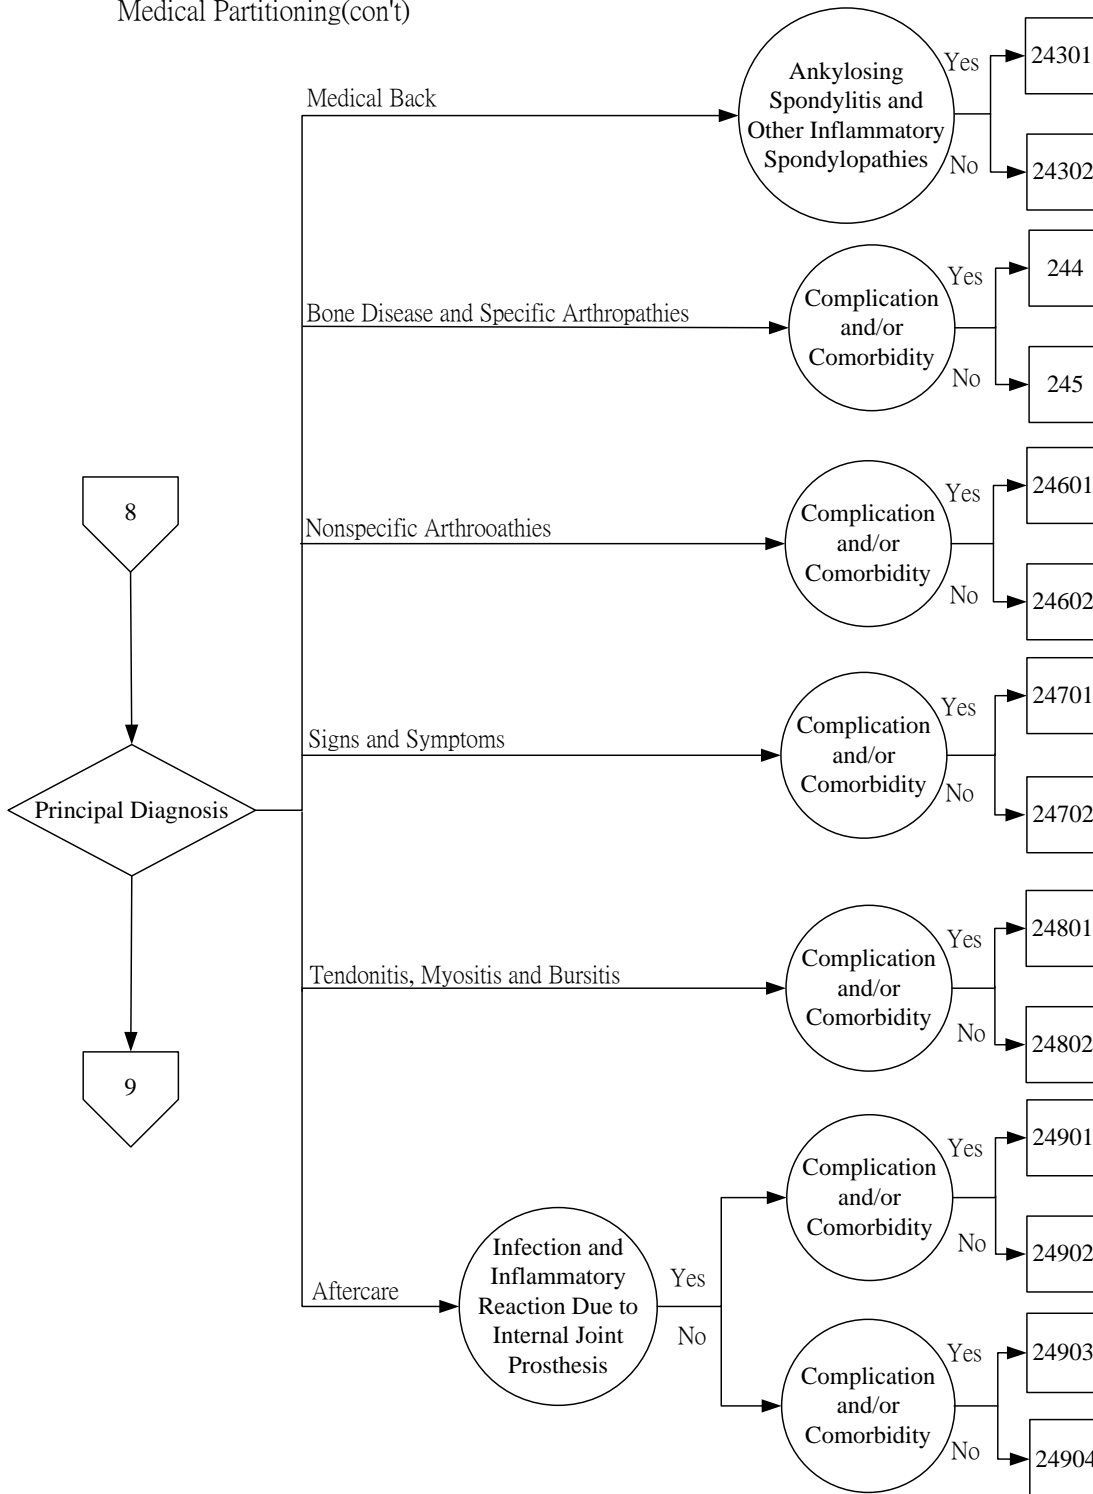 Medical Partitioning(con't)
Medical Back
Ankylosing
Spondylitis and
Other Inflammatory
Spondylopathies
Yes
24301
No
24302
Bone Disease and Specific Arthropathies
Complication
and/or
Comorbidity
Yes
244
No
245
8
Nonspecific Arthrooathies
Complication
and/or
Comorbidity
Yes
24601
No
24602
Principal Diagnosis
Signs and Symptoms
Complication
and/or
Comorbidity
Yes
24701
No
24702
Tendonitis, Myositis and Bursitis
Complication
and/or
Comorbidity
Yes
24801
No
24802
9
Aftercare
Infection and
Inflammatory
Reaction Due to
Internal Joint
Prosthesis
Yes
No
Complication
and/or
Comorbidity
Yes
24901
No
24902
Complication
and/or
Comorbidity
Yes
24903
No
24904